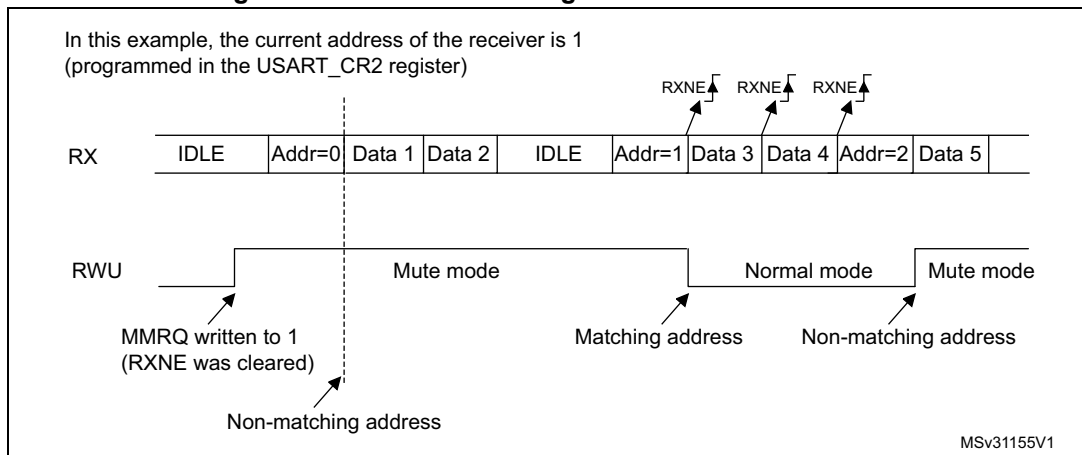 In this example, the current address of the receiver is 1
(programmed in the USART_CR2 register)
RXNE RXNE RXNE
RX IDLE Addr=0 Data 1 Data 2 IDLE Addr=1 Data 3 Data 4 Addr=2 Data 5
RWU Mute mode Normal mode Mute mode
MMRQ written to 1 Matching address Non-matching address
(RXNE was cleared)
Non-matching address
MSv31155V1